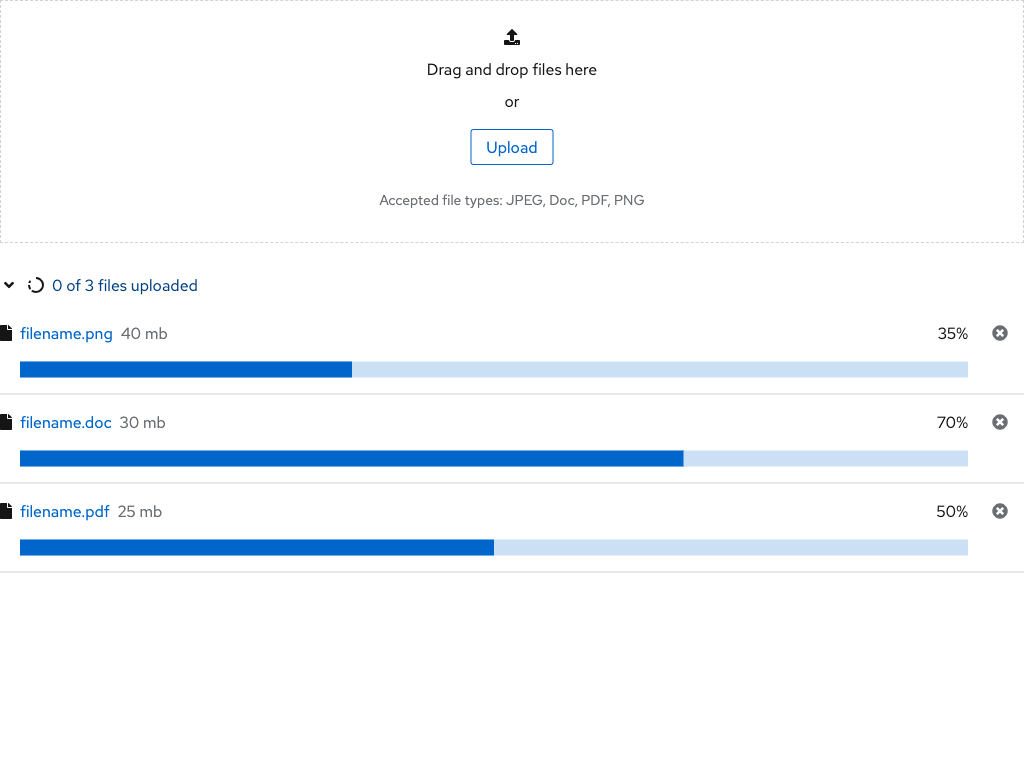 Drag and drop files here
or
Upload
Accepted file types: JPEG, Doc, PDF, PNG
0 of 3 files uploaded
filename.png 40 mb 35%
filename.doc 30 mb 70%
filename.pdf 25 mb 50%